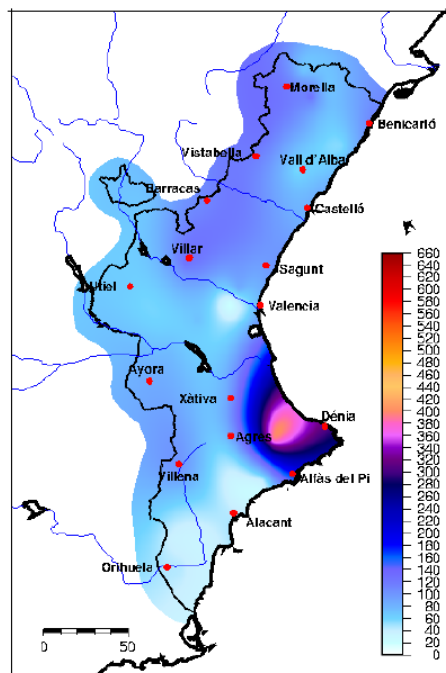 Morella
Benicarló
Vistabella
Vall d'Alba
Barracas
Castelló
Villar
Sagunt
Utiel
Valencia
Ayora
Xàtiva
Dénia
Agres
Villena
Alfàs del Pi
Alacant
Orihuela
0 50
660
640
620
600
580
560
540
520
500
480
460
440
420
400
380
360
340
320
300
280
260
240
220
200
180
160
140
120
100
80
60
40
20
0